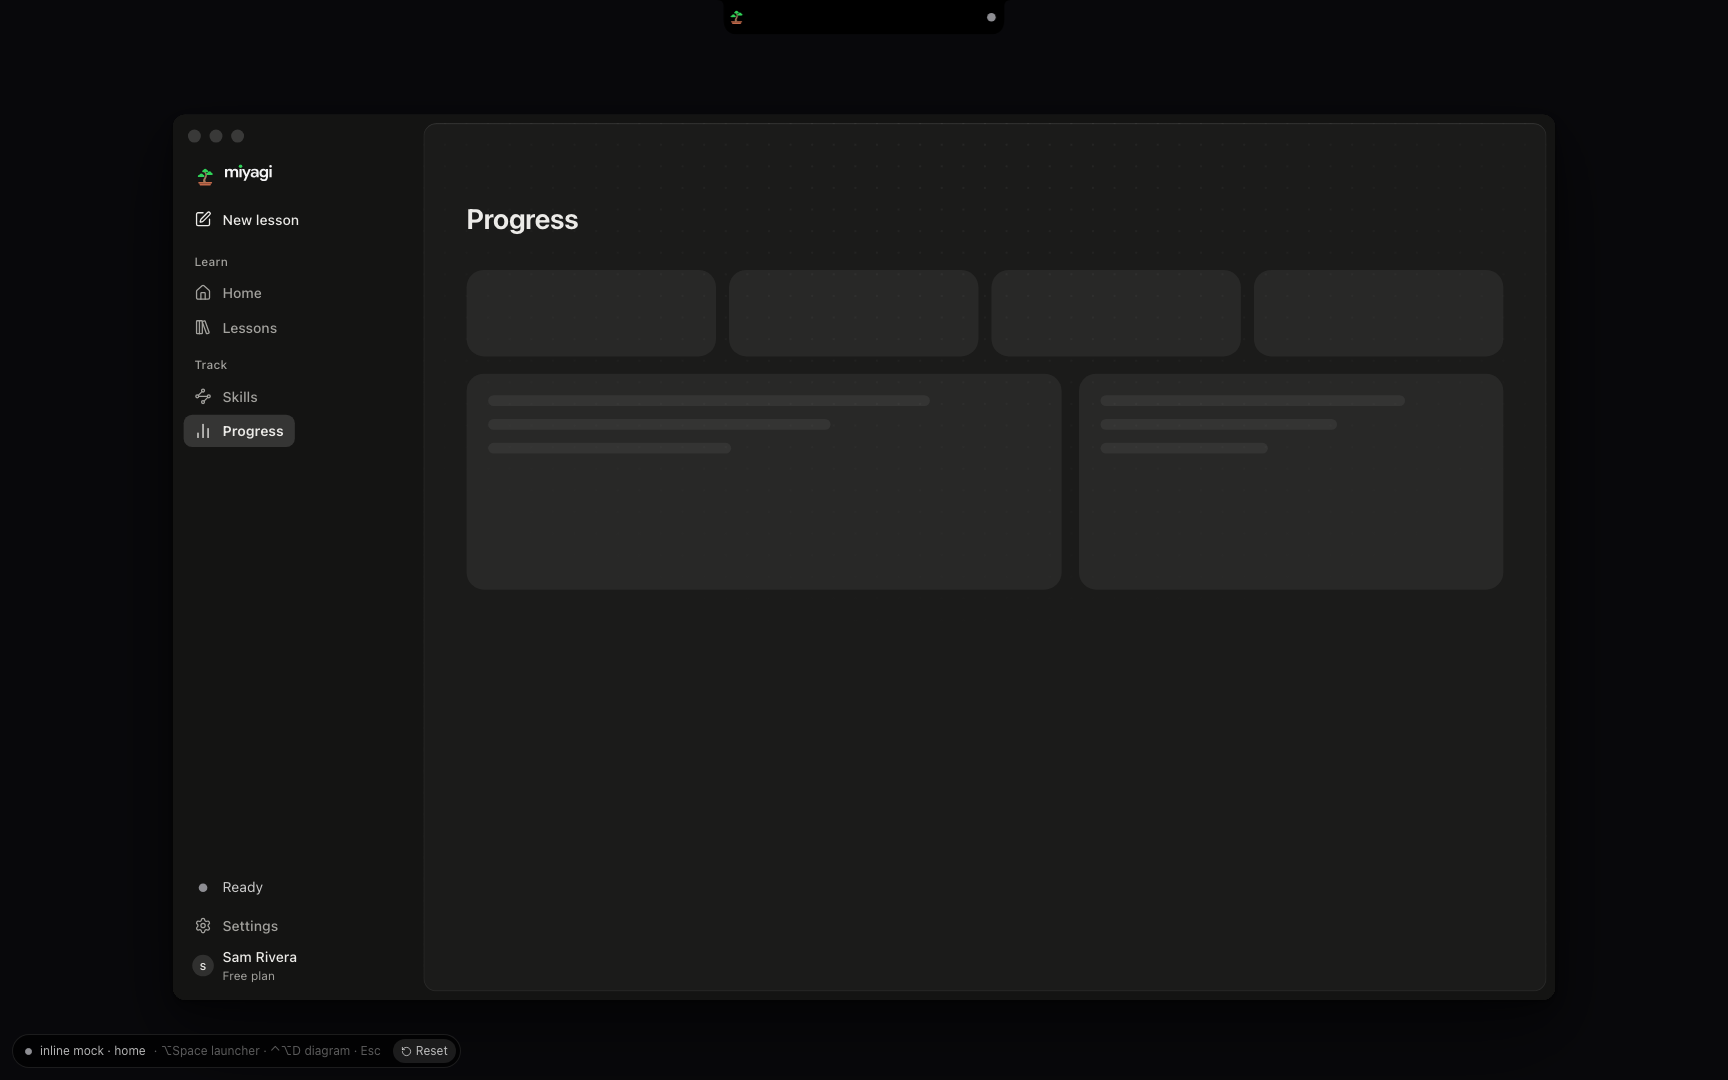 miyagi
New lesson
Learn
Home
Lessons
Track
Skills
Progress
Progress
Ready
Settings
S
Sam Rivera
Free plan
inline mock · home · ⌥Space launcher · ^⌥D diagram · Esc
Reset